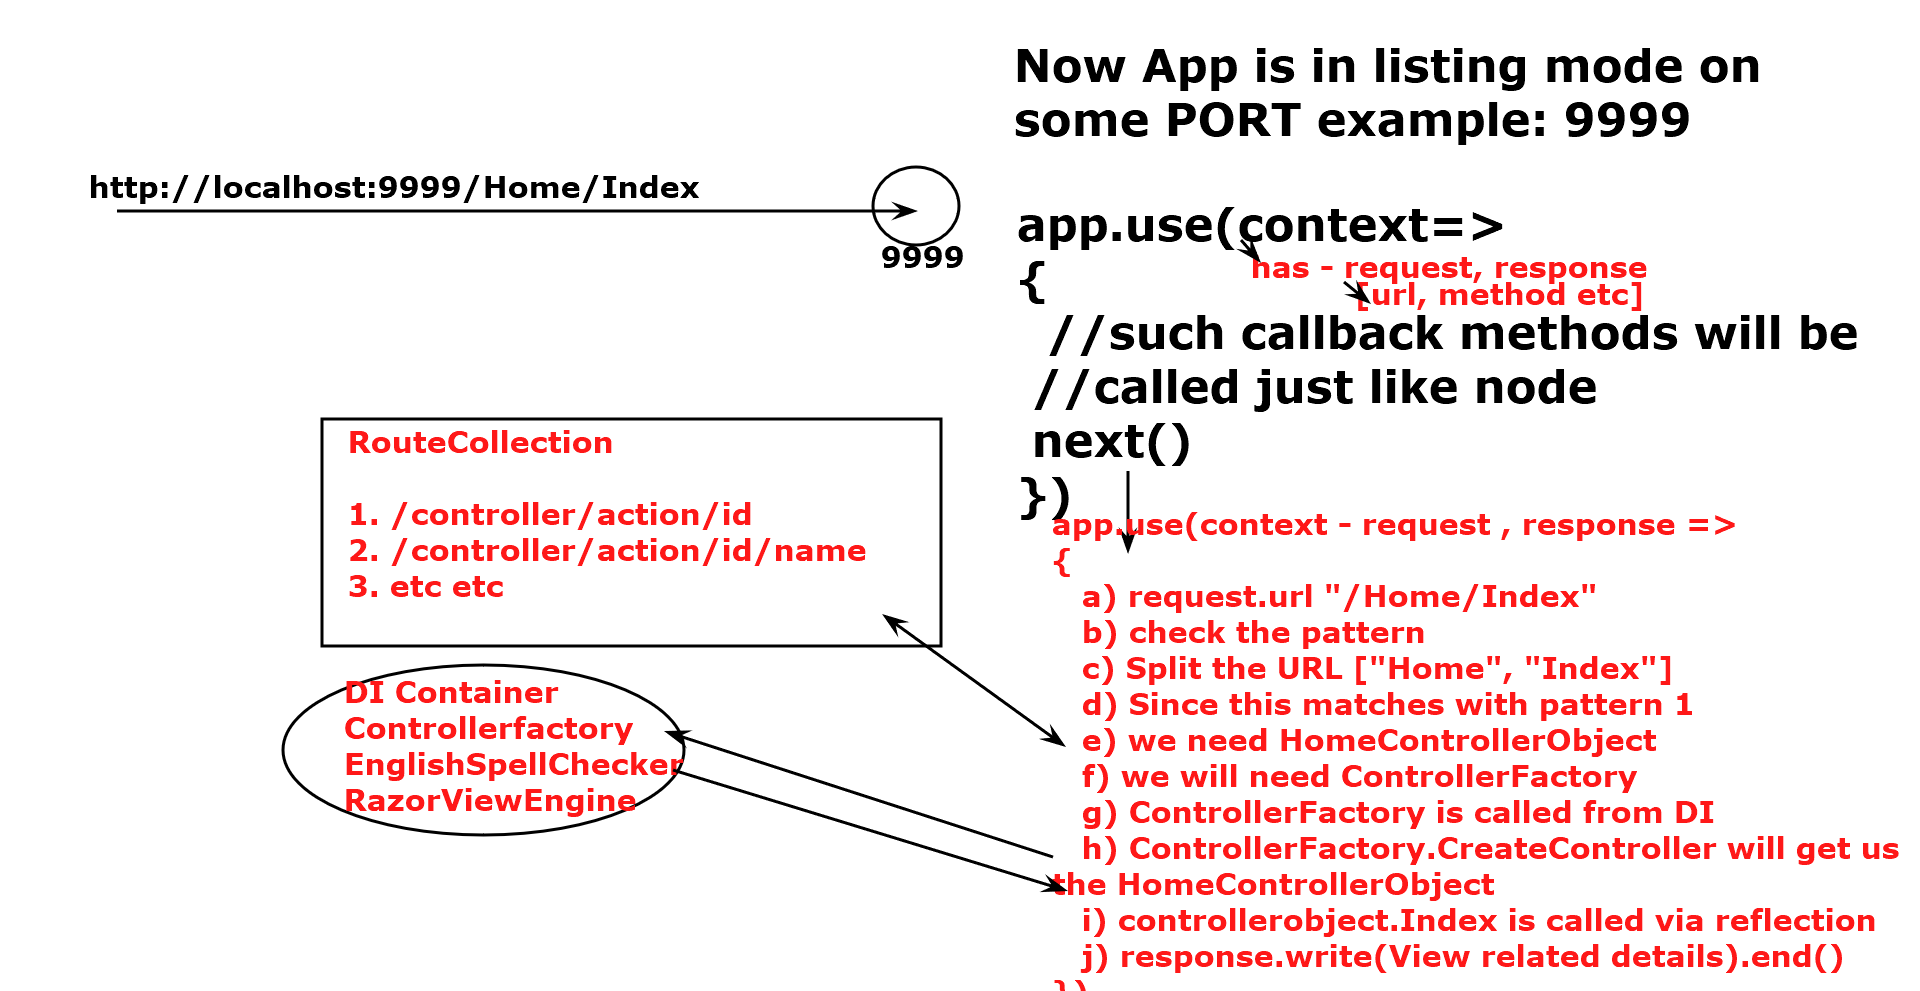 Now App is in listing mode on
some PORT example: 9999
http://localhost:9999/Home/Index
9999
app.use(context=>
has - request, response
{
[url, method etc]
//such callback methods will be
//called just like node
next()
})
RouteCollection
1. /controller/action/id
2. /controller/action/id/name
3. etc etc
DI Container
Controllerfactory
EnglishSpellChecker
RazorViewEngine
app.use(context - request , response =>
{
a) request.url "/Home/Index"
b) check the pattern
c) Split the URL ["Home", "Index"]
d) Since this matches with pattern 1
e) we need HomeControllerObject
f) we will need ControllerFactory
g) ControllerFactory is called from DI
h) ControllerFactory.CreateController will get us
the HomeControllerObject
i) controllerobject.Index is called via reflection
j) response.write(View related details).end()
})